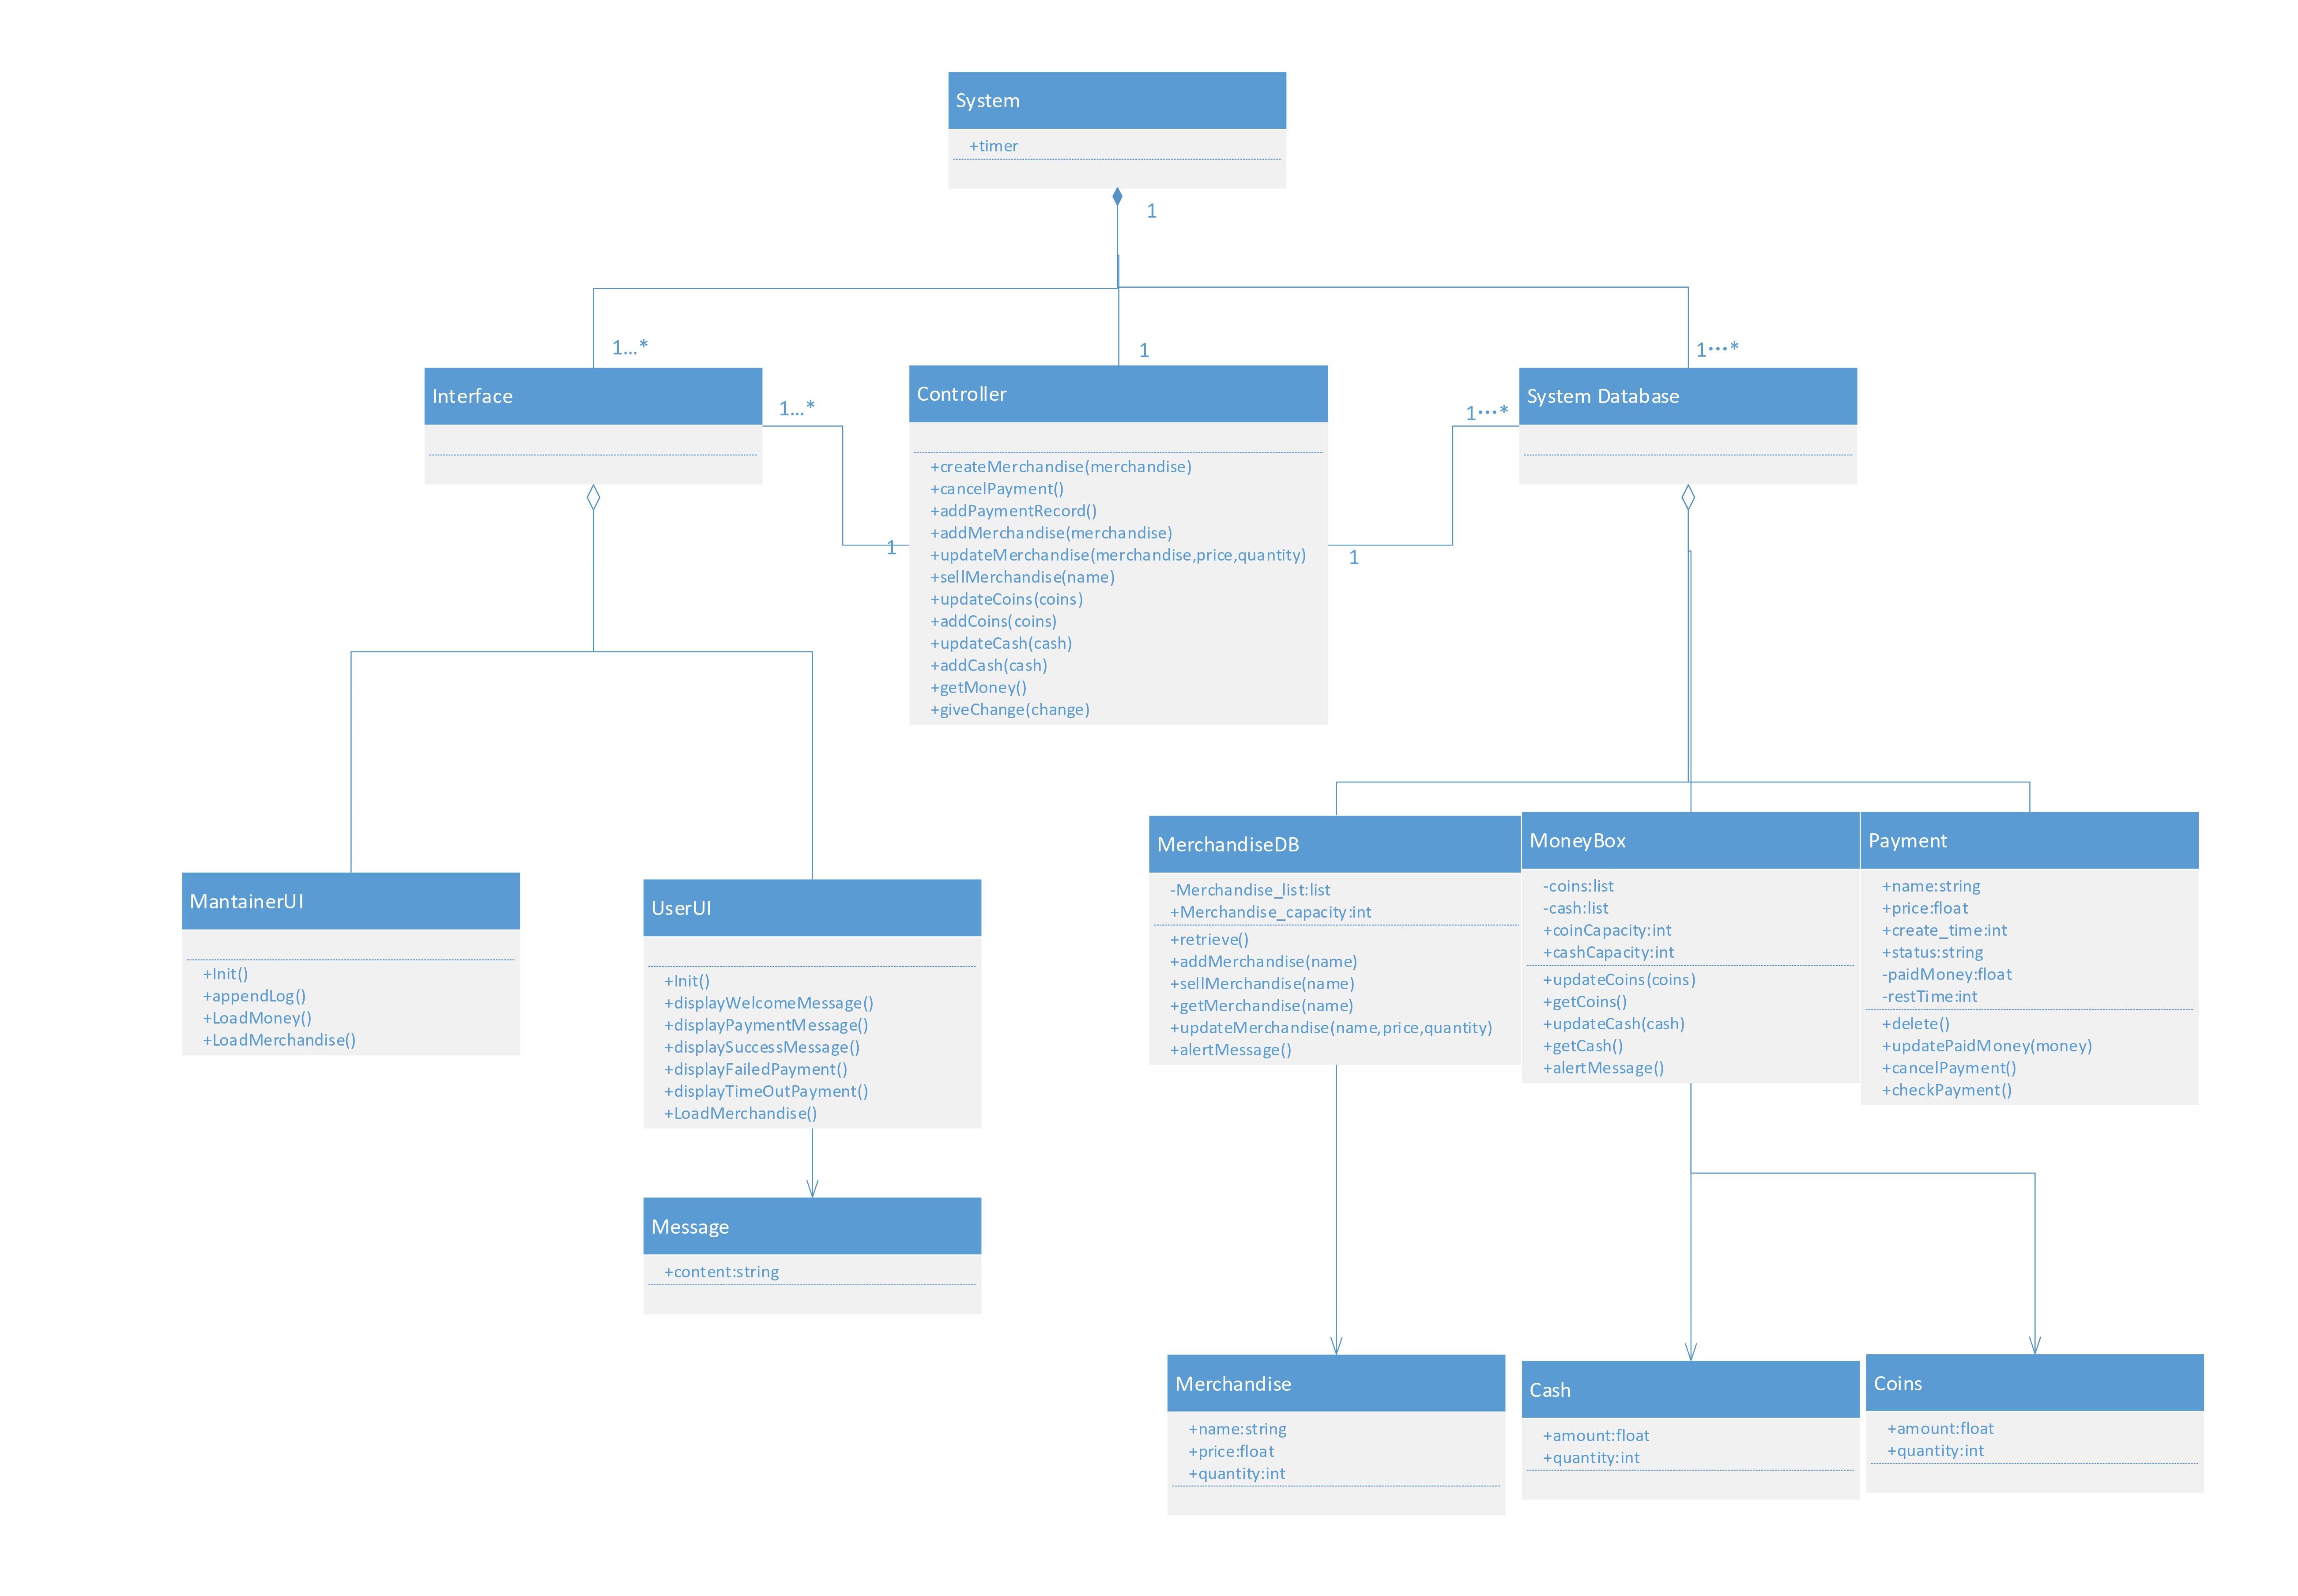 System
+timer
1
1...*
1
1···*
Interface
1...*
Controller
+createMerchandise(merchandise)
+cancelPayment()
+addPaymentRecord()
+addMerchandise(merchandise)
+updateMerchandise(merchandise,price,quantity)
+sellMerchandise(name)
+updateCoins(coins)
+addCoins(coins)
+updateCash(cash)
+addCash(cash)
+getMoney()
+giveChange(change)
1
1
1···*
System Database
MantainerUI
+Init()
+appendLog()
+LoadMoney()
+LoadMerchandise()
UserUI
+Init()
+displayWelcomeMessage()
+displayPaymentMessage()
+displaySuccessMessage()
+displayFailedPayment()
+displayTimeOutPayment()
+LoadMerchandise()
Message
+content:string
MerchandiseDB
-Merchandise_list:list
+Merchandise_capacity:int
+retrieve()
+addMerchandise(name)
+sellMerchandise(name)
+getMerchandise(name)
+updateMerchandise(name,price,quantity)
+alertMessage()
MoneyBox
-coins:list
-cash:list
+coinCapacity:int
+cashCapacity:int
+updateCoins(coins)
+getCoins()
+updateCash(cash)
+getCash()
+alertMessage()
Payment
+name:string
+price:float
+create_time:int
+status:string
-paidMoney:float
-restTime:int
+delete()
+updatePaidMoney(money)
+cancelPayment()
+checkPayment()
Merchandise
+name:string
+price:float
+quantity:int
Cash
+amount:float
+quantity:int
Coins
+amount:float
+quantity:int